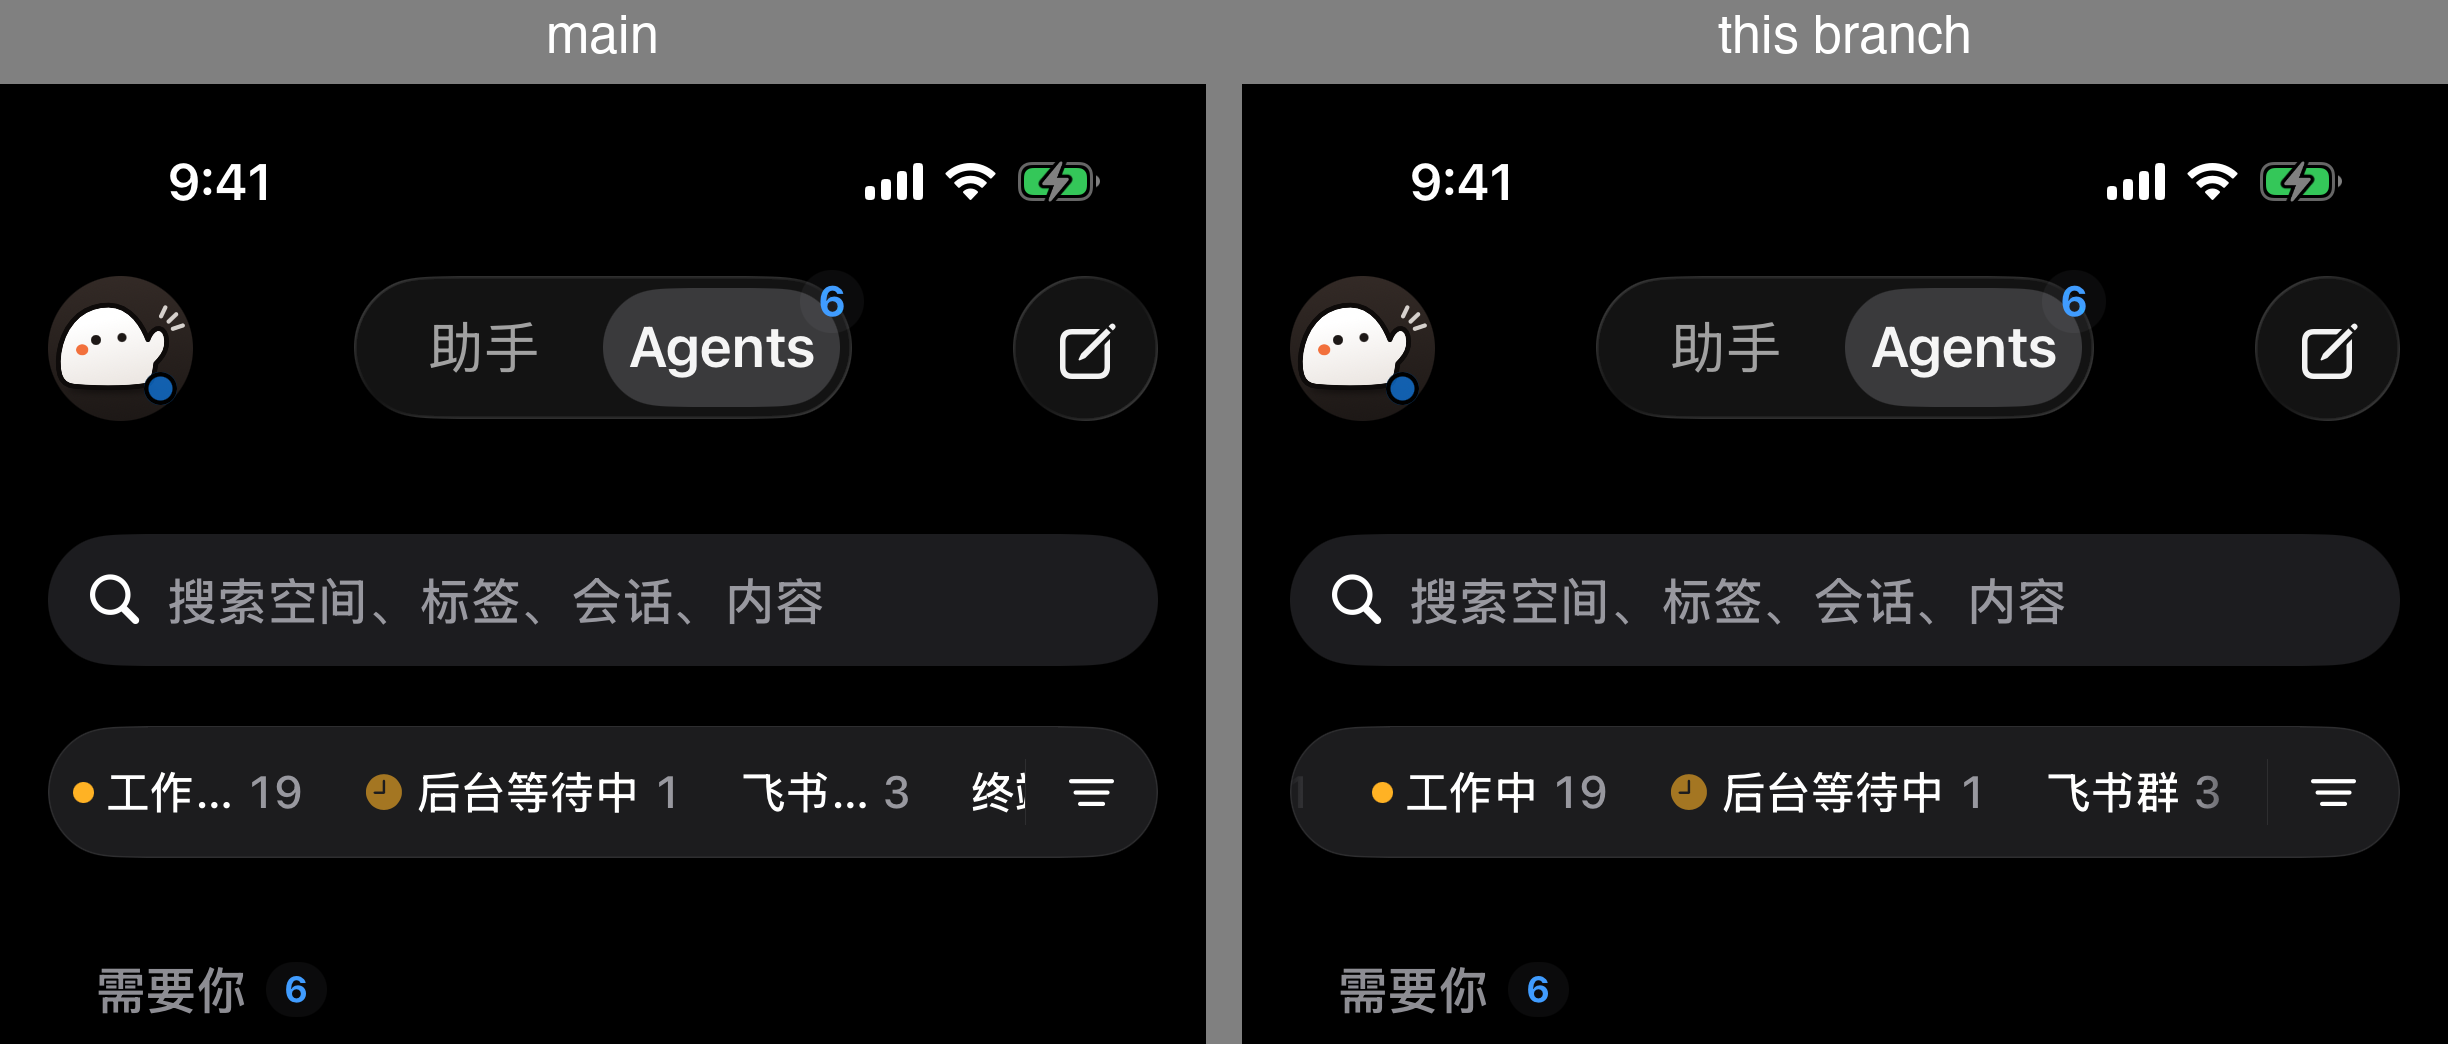 main
this branch
9:41
助手 Agents 6
搜索空间、标签、会话、内容
工作... 19 后台等待中 1 飞书... 3 终
需要你 6
9:41
助手 Agents 6
搜索空间、标签、会话、内容
1 工作中 19 后台等待中 1 飞书群 3
需要你 6